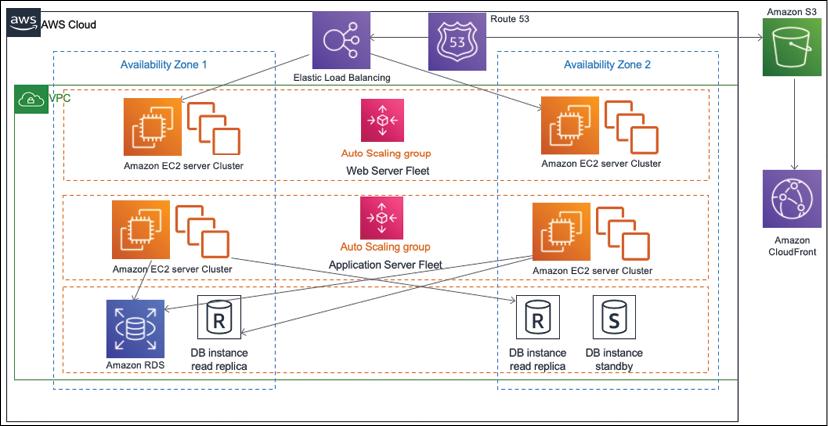 aws
AWS Cloud
Route 53
53
Amazon S3
Elastic Load Balancing
Availability Zone 1
Availability Zone 2
VPC
Amazon EC2 server Cluster
Auto Scaling group
Web Server Fleet
Amazon EC2 server Cluster
Amazon EC2 server Cluster
Auto Scaling group
Application Server Fleet
Amazon EC2 server Cluster
Amazon
CloudFront
Amazon RDS
R
DB instance
read replica
R
DB instance
read replica
S
DB instance
standby